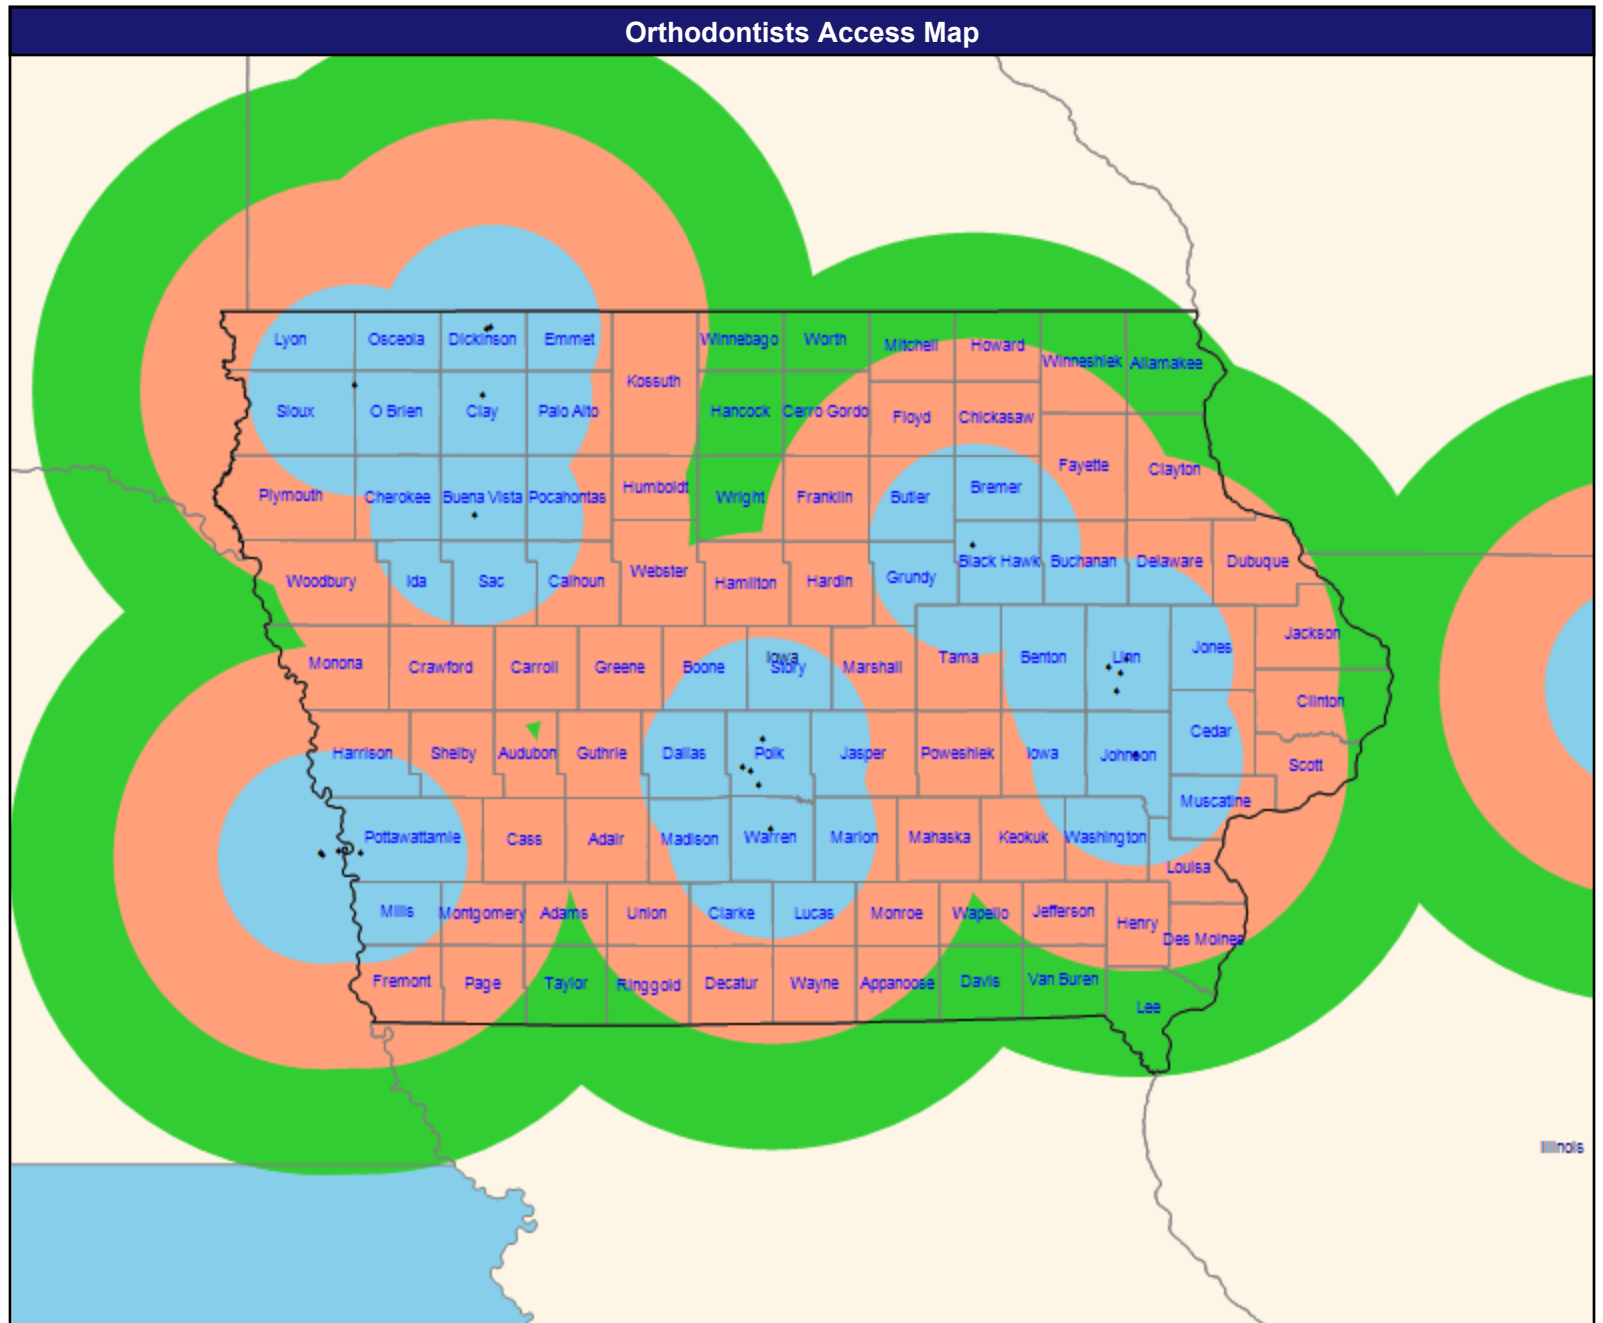 Orthodontists Access Map
Lyon Osceola Dickinson Emmet Winnebago Worth Mitchell Howard
Winneshiek Allamakee
Kossuth
Sioux O Brien Clay Palo Alto Hancock Cerro Gordo Floyd Chickasaw
Fayette Clayton
Plymouth Cherokee Buena Vista Pocahontas Humboldt Wright Franklin Butler Bremer
Woodbury Ida Sac Calhoun Webster Hamilton Hardin Grundy Black Hawk Buchanan Delaware Dubuque
Monona Crawford Carroll Greene Boone Iowa Story Marshall Tama Benton Linn Jones Jackson
Clinton
Harrison Shelby Audubon Guthrie Dallas Polk Jasper Poweshiek Iowa Johnson Cedar Scott
Muscatine
Pottawattamie Cass Adair Madison Warren Marion Mahaska Keokuk Washington
Louisa
Mills Montgomery Adams Union Clarke Lucas Monroe Wapello Jefferson Henry
Des Moines
Fremont Page Taylor Ringgold Decatur Wayne Appanoose Davis Van Buren
Lee
Illinois